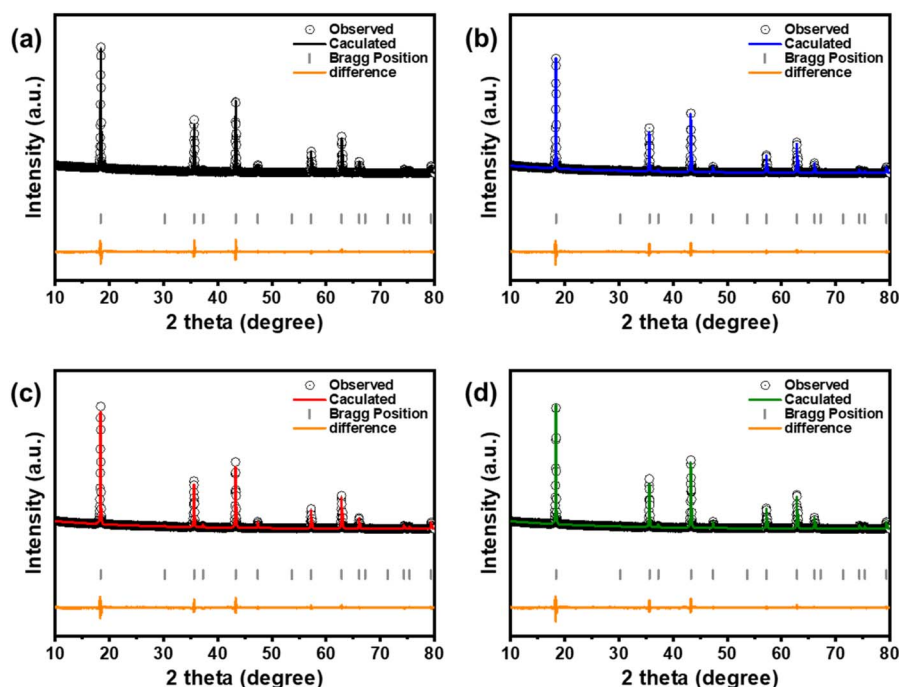 (a)
Observed
Caculated
Bragg Position
difference
Intensity (a.u.)
10 20 30 40 50 60 70 80
2 theta (degree)
(b)
Observed
Caculated
Bragg Position
difference
Intensity (a.u.)
10 20 30 40 50 60 70 80
2 theta (degree)
(c)
Observed
Caculated
Bragg Position
difference
Intensity (a.u.)
10 20 30 40 50 60 70 80
2 theta (degree)
(d)
Observed
Caculated
Bragg Position
difference
Intensity (a.u.)
10 20 30 40 50 60 70 80
2 theta (degree)